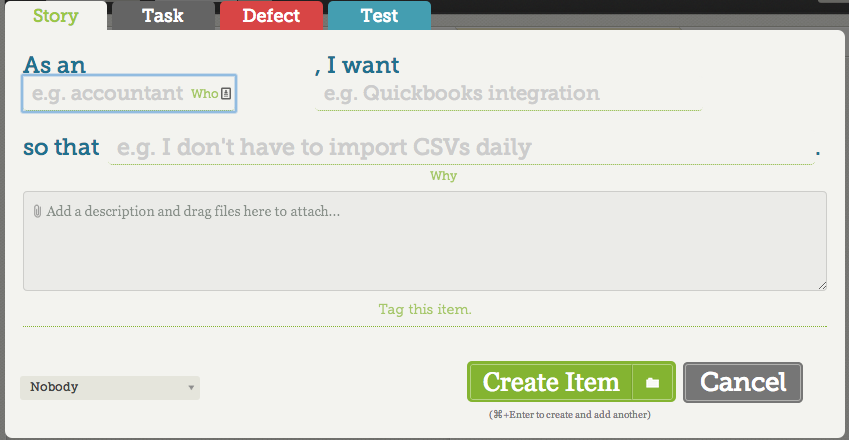 Story Task Defect Test
As an , I want
e.g. accountant Who e.g. Quickbooks integration
so that e.g. I don't have to import CSVs daily .
Why
Add a description and drag files here to attach...
Tag this item.
Nobody Create Item Cancel
(⌘+Enter to create and add another)